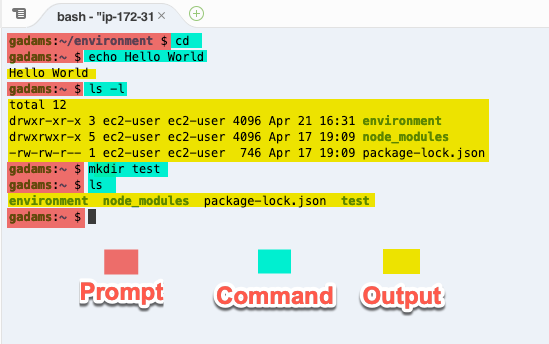 bash - "ip-172-31
gadams:~/environment $ cd
gadams:~ $ echo Hello World
Hello World
gadams:~ $ ls -l
total 12
drwxr-xr-x 3 ec2-user ec2-user 4096 Apr 21 16:31 environment
drwxrwxr-x 5 ec2-user ec2-user 4096 Apr 17 19:09 node_modules
-rw-rw-r-- 1 ec2-user ec2-user  746 Apr 17 19:09 package-lock.json
gadams:~ $ mkdir test
gadams:~ $ ls
environment  node_modules  package-lock.json  test
gadams:~ $
Prompt Command Output